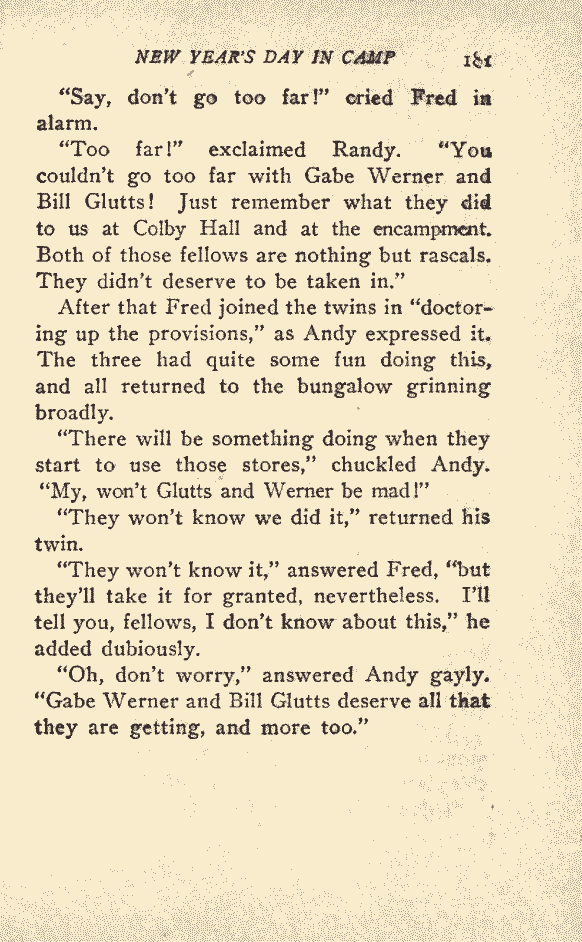 NEW YEAR'S DAY IN CAMP 181
"Say, don't go too far!" cried Fred in
alarm.
"Too far!" exclaimed Randy. "You
couldn't go too far with Gabe Werner and
Bill Glutts! Just remember what they did
to us at Colby Hall and at the encampment.
Both of those fellows are nothing but rascals.
They didn't deserve to be taken in."
After that Fred joined the twins in "doctor-
ing up the provisions," as Andy expressed it.
The three had quite some fun doing this,
and all returned to the bungalow grinning
broadly.
"There will be something doing when they
start to use those stores," chuckled Andy.
"My, won't Glutts and Werner be mad!"
"They won't know we did it," returned his
twin.
"They won't know it," answered Fred, "but
they'll take it for granted, nevertheless. I'll
tell you, fellows, I don't know about this," he
added dubiously.
"Oh, don't worry," answered Andy gayly.
"Gabe Werner and Bill Glutts deserve all that
they are getting, and more too."